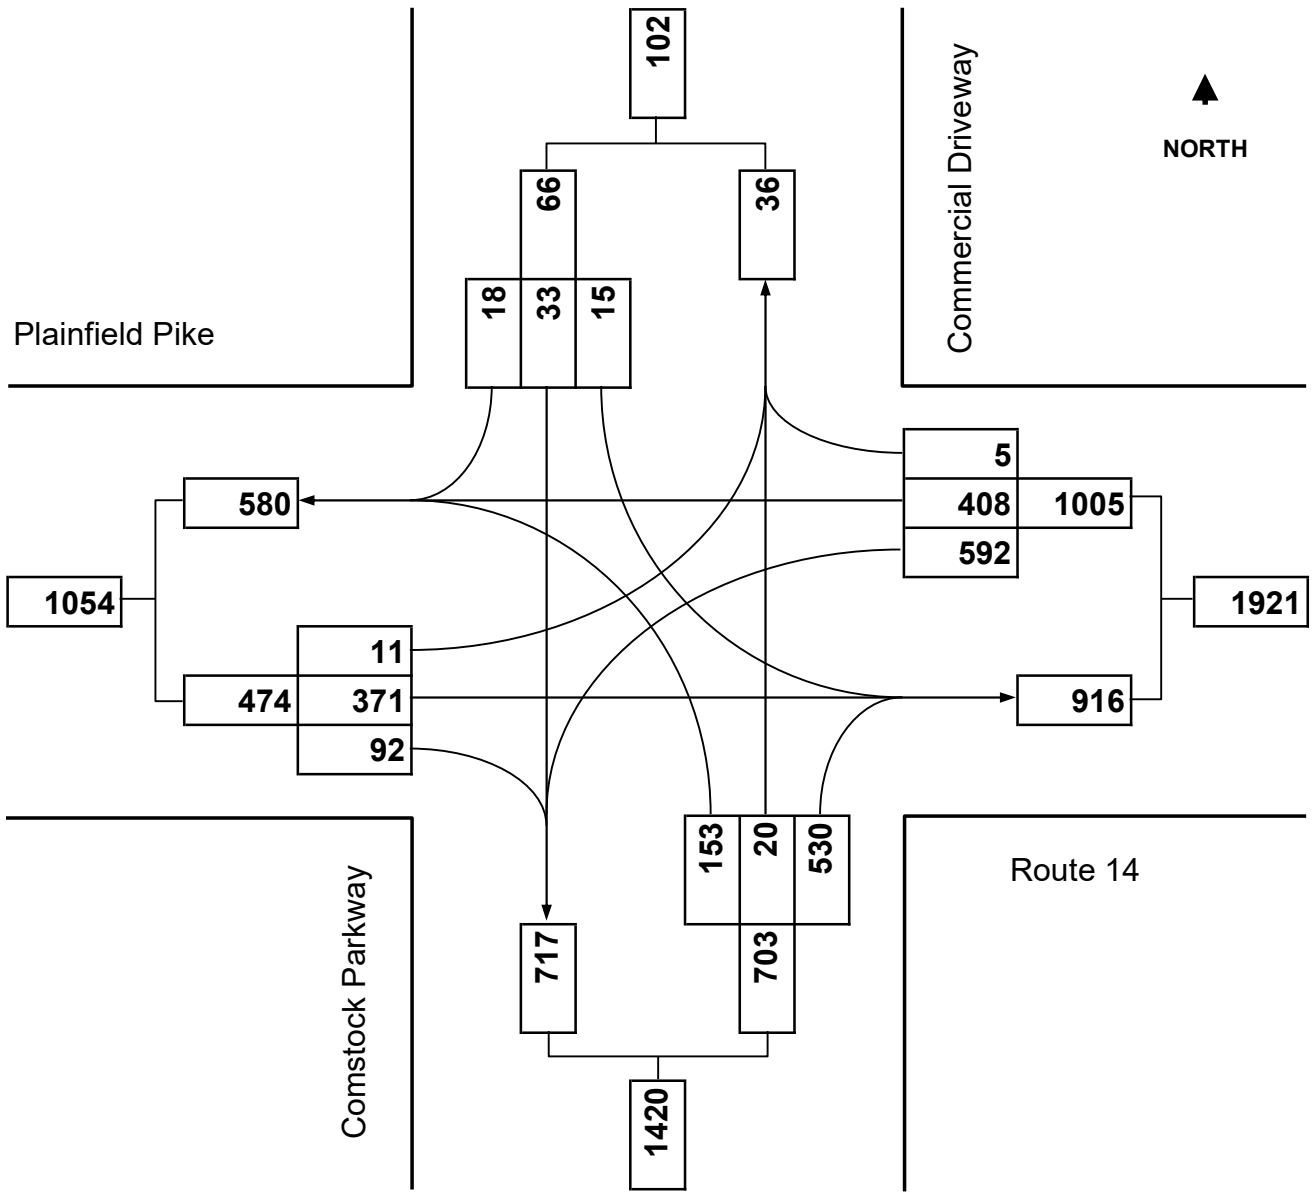 102
Commercial Driveway
NORTH
66
36
18 33 15
Plainfield Pike
5
580
408 1005
592
1054
1921
11
474 371
916
92
153 20 530
Comstock Parkway
Route 14
717
703
1420